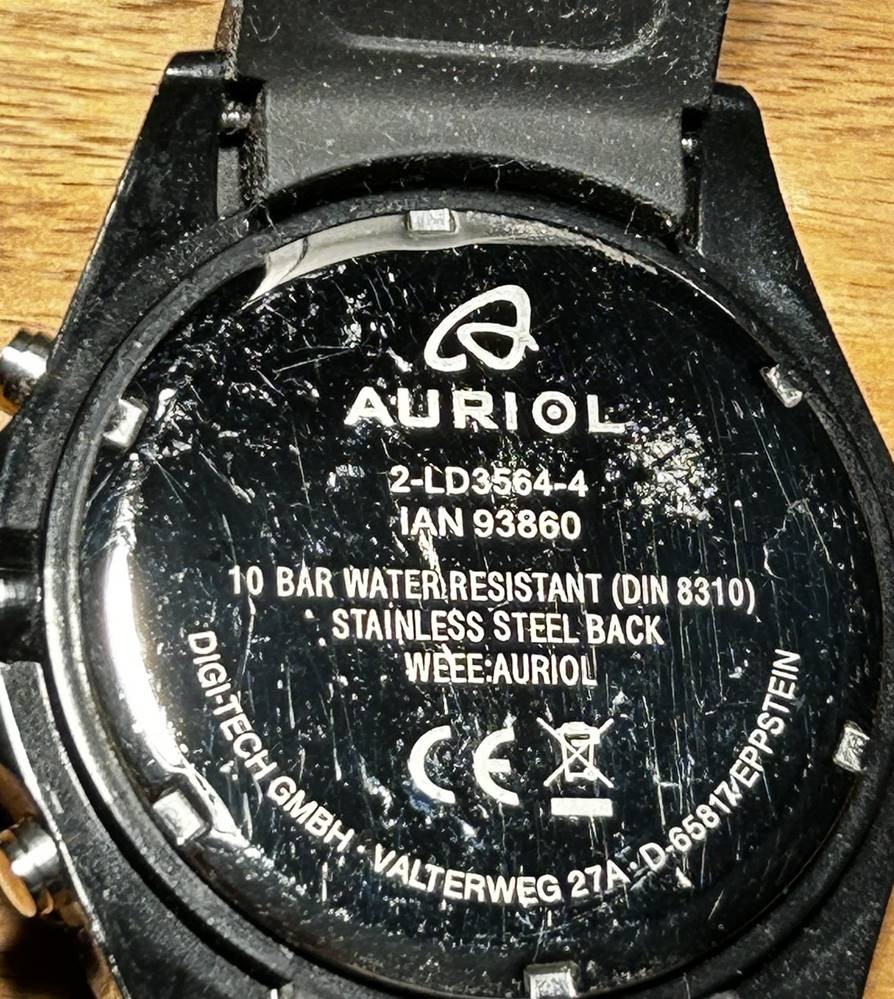 AURIOL
2-LD3564-4
IAN 93860
10 BAR WATER RESISTANT (DIN 8310)
STAINLESS STEEL BACK
WEEE:AURIOL
CE
DIGI-TECH GMBH · VALTERWEG 27A · D-65817 EPPSTEIN